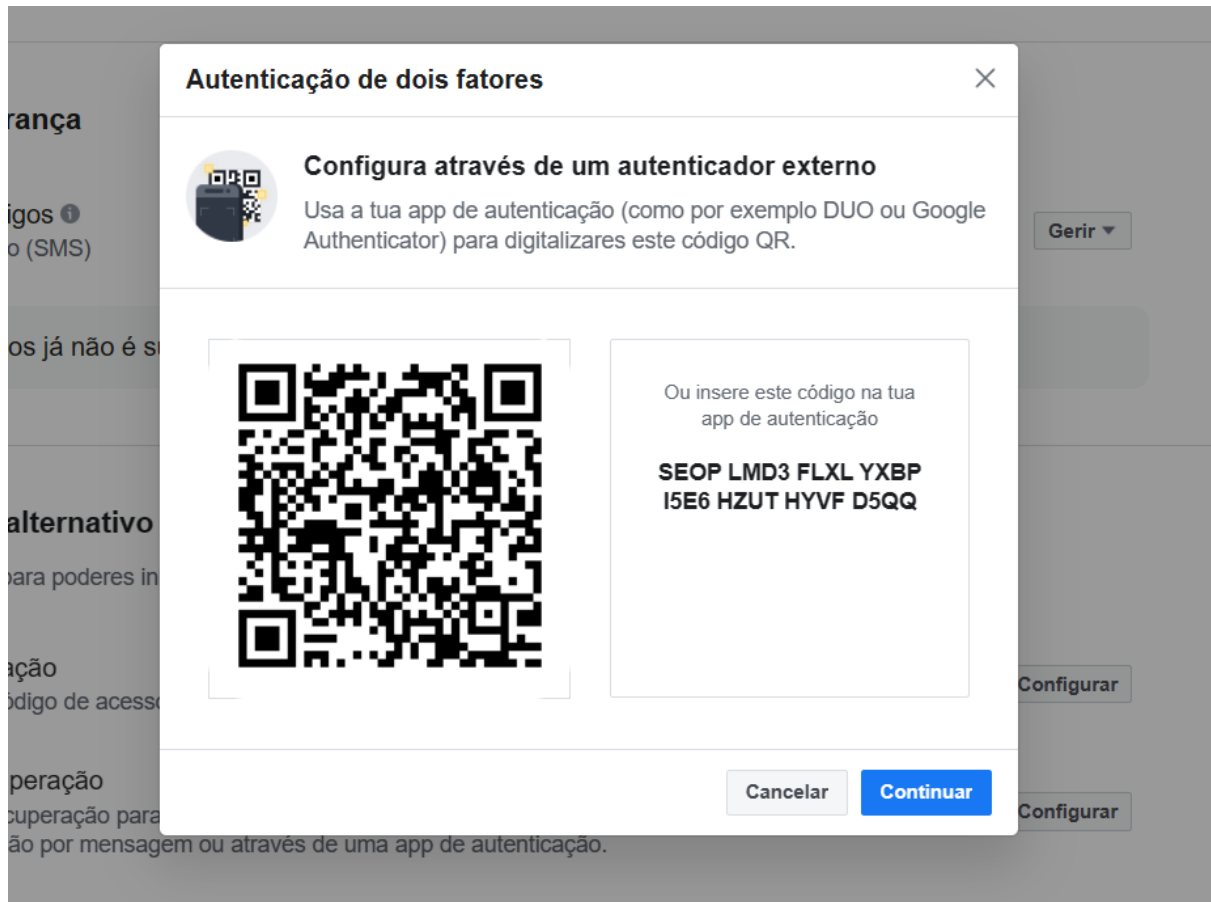 Autenticação de dois fatores
rança
Configura através de um autenticador externo
Usa a tua app de autenticação (como por exemplo DUO ou Google
Authenticator) para digitalizares este código QR.
igos
o (SMS)
Gerir
os já não é su
Ou insere este código na tua
app de autenticação
SEOP LMD3 FLXL YXBP
I5E6 HZUT HYVF D5QQ
alternativo
para poderes in
ação
ódigo de acesso
Configurar
peração
cuperação para
Configurar
ão por mensagem ou através de uma app de autenticação.
Cancelar
Continuar